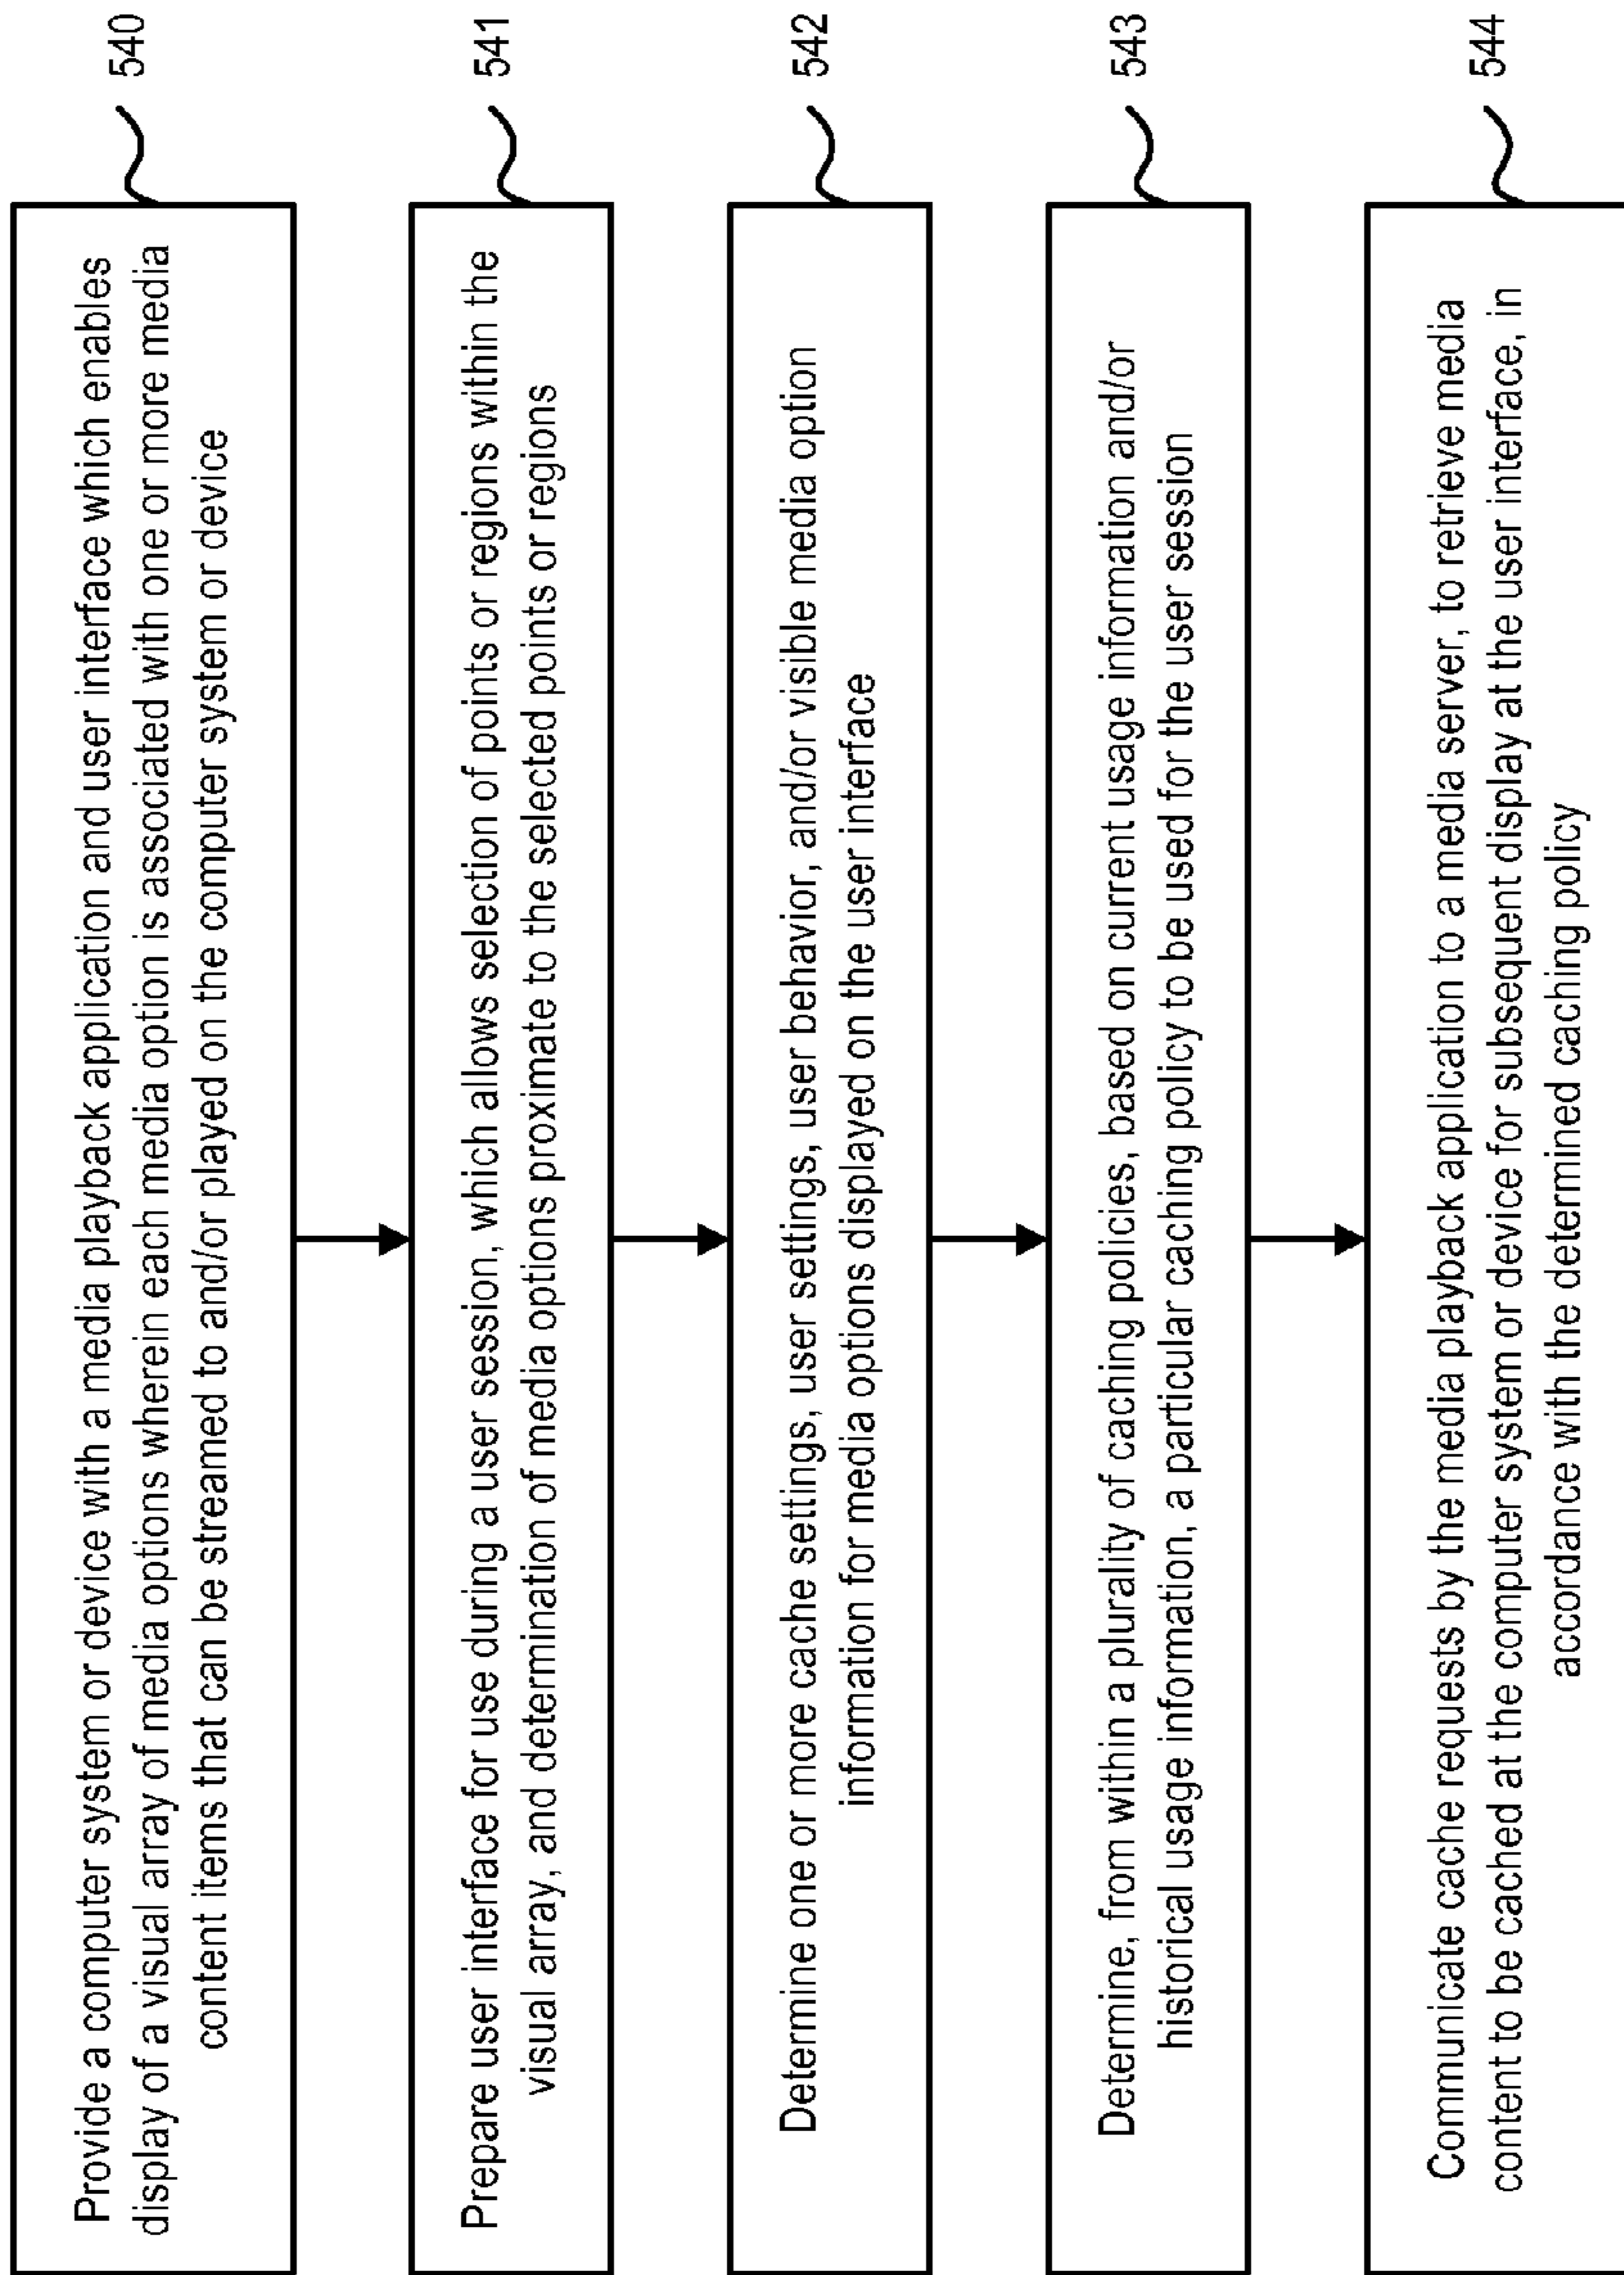 Provide a computer system or device with a media playback application and user interface which enables
display of a visual array of media options wherein each media option is associated with one or more media
content items that can be streamed to and/or played on the computer system or device
540
Prepare user interface for use during a user session, which allows selection of points or regions within the
visual array, and determination of media options proximate to the selected points or regions
541
Determine one or more cache settings, user settings, user behavior, and/or visible media option
information for media options displayed on the user interface
542
Determine, from within a plurality of caching policies, based on current usage information and/or
historical usage information, a particular caching policy to be used for the user session
543
Communicate cache requests by the media playback application to a media server, to retrieve media
content to be cached at the computer system or device for subsequent display at the user interface, in
accordance with the determined caching policy
544